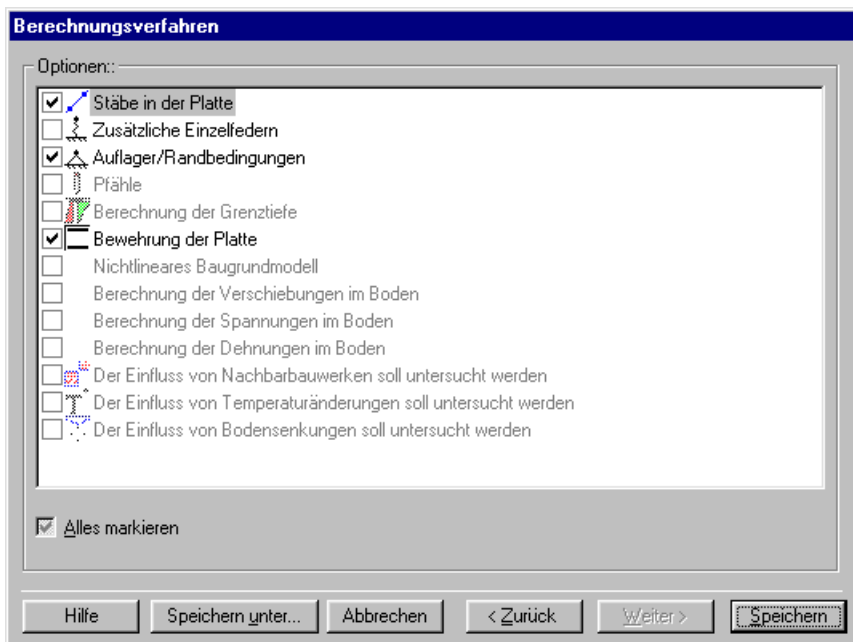 Berechnungsverfahren
Optionen::
Stäbe in der Platte
Zusätzliche Einzelfedern
Auflager/Randbedingungen
Pfähle
Berechnung der Grenztiefe
Bewehrung der Platte
Nichtlineares Baugrundmodell
Berechnung der Verschiebungen im Boden
Berechnung der Spannungen im Boden
Berechnung der Dehnungen im Boden
Der Einfluss von Nachbarbauwerken soll untersucht werden
Der Einfluss von Temperaturänderungen soll untersucht werden
Der Einfluss von Bodensenkungen soll untersucht werden
Alles markieren
Hilfe Speichern unter... Abbrechen < Zurück Weiter > Speichern